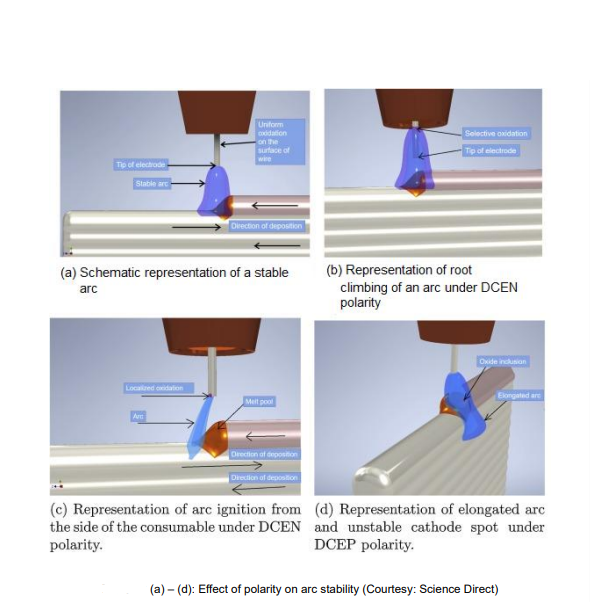 Uniform
oxidation
on the
surface of
wire
Tip of electrode
Stable arc
Direction of deposition
Selective oxidation
Tip of electrode
(a) Schematic representation of a stable
arc
(b) Representation of root
climbing of an arc under DCEN
polarity
Localized oxidation
Arc
Melt pool
Direction of deposition
Direction of deposition
Oxide inclusion
Elongated arc
(c) Representation of arc ignition from
the side of the consumable under DCEN
polarity.
(d) Representation of elongated arc
and unstable cathode spot under
DCEP polarity.
(a) – (d): Effect of polarity on arc stability (Courtesy: Science Direct)